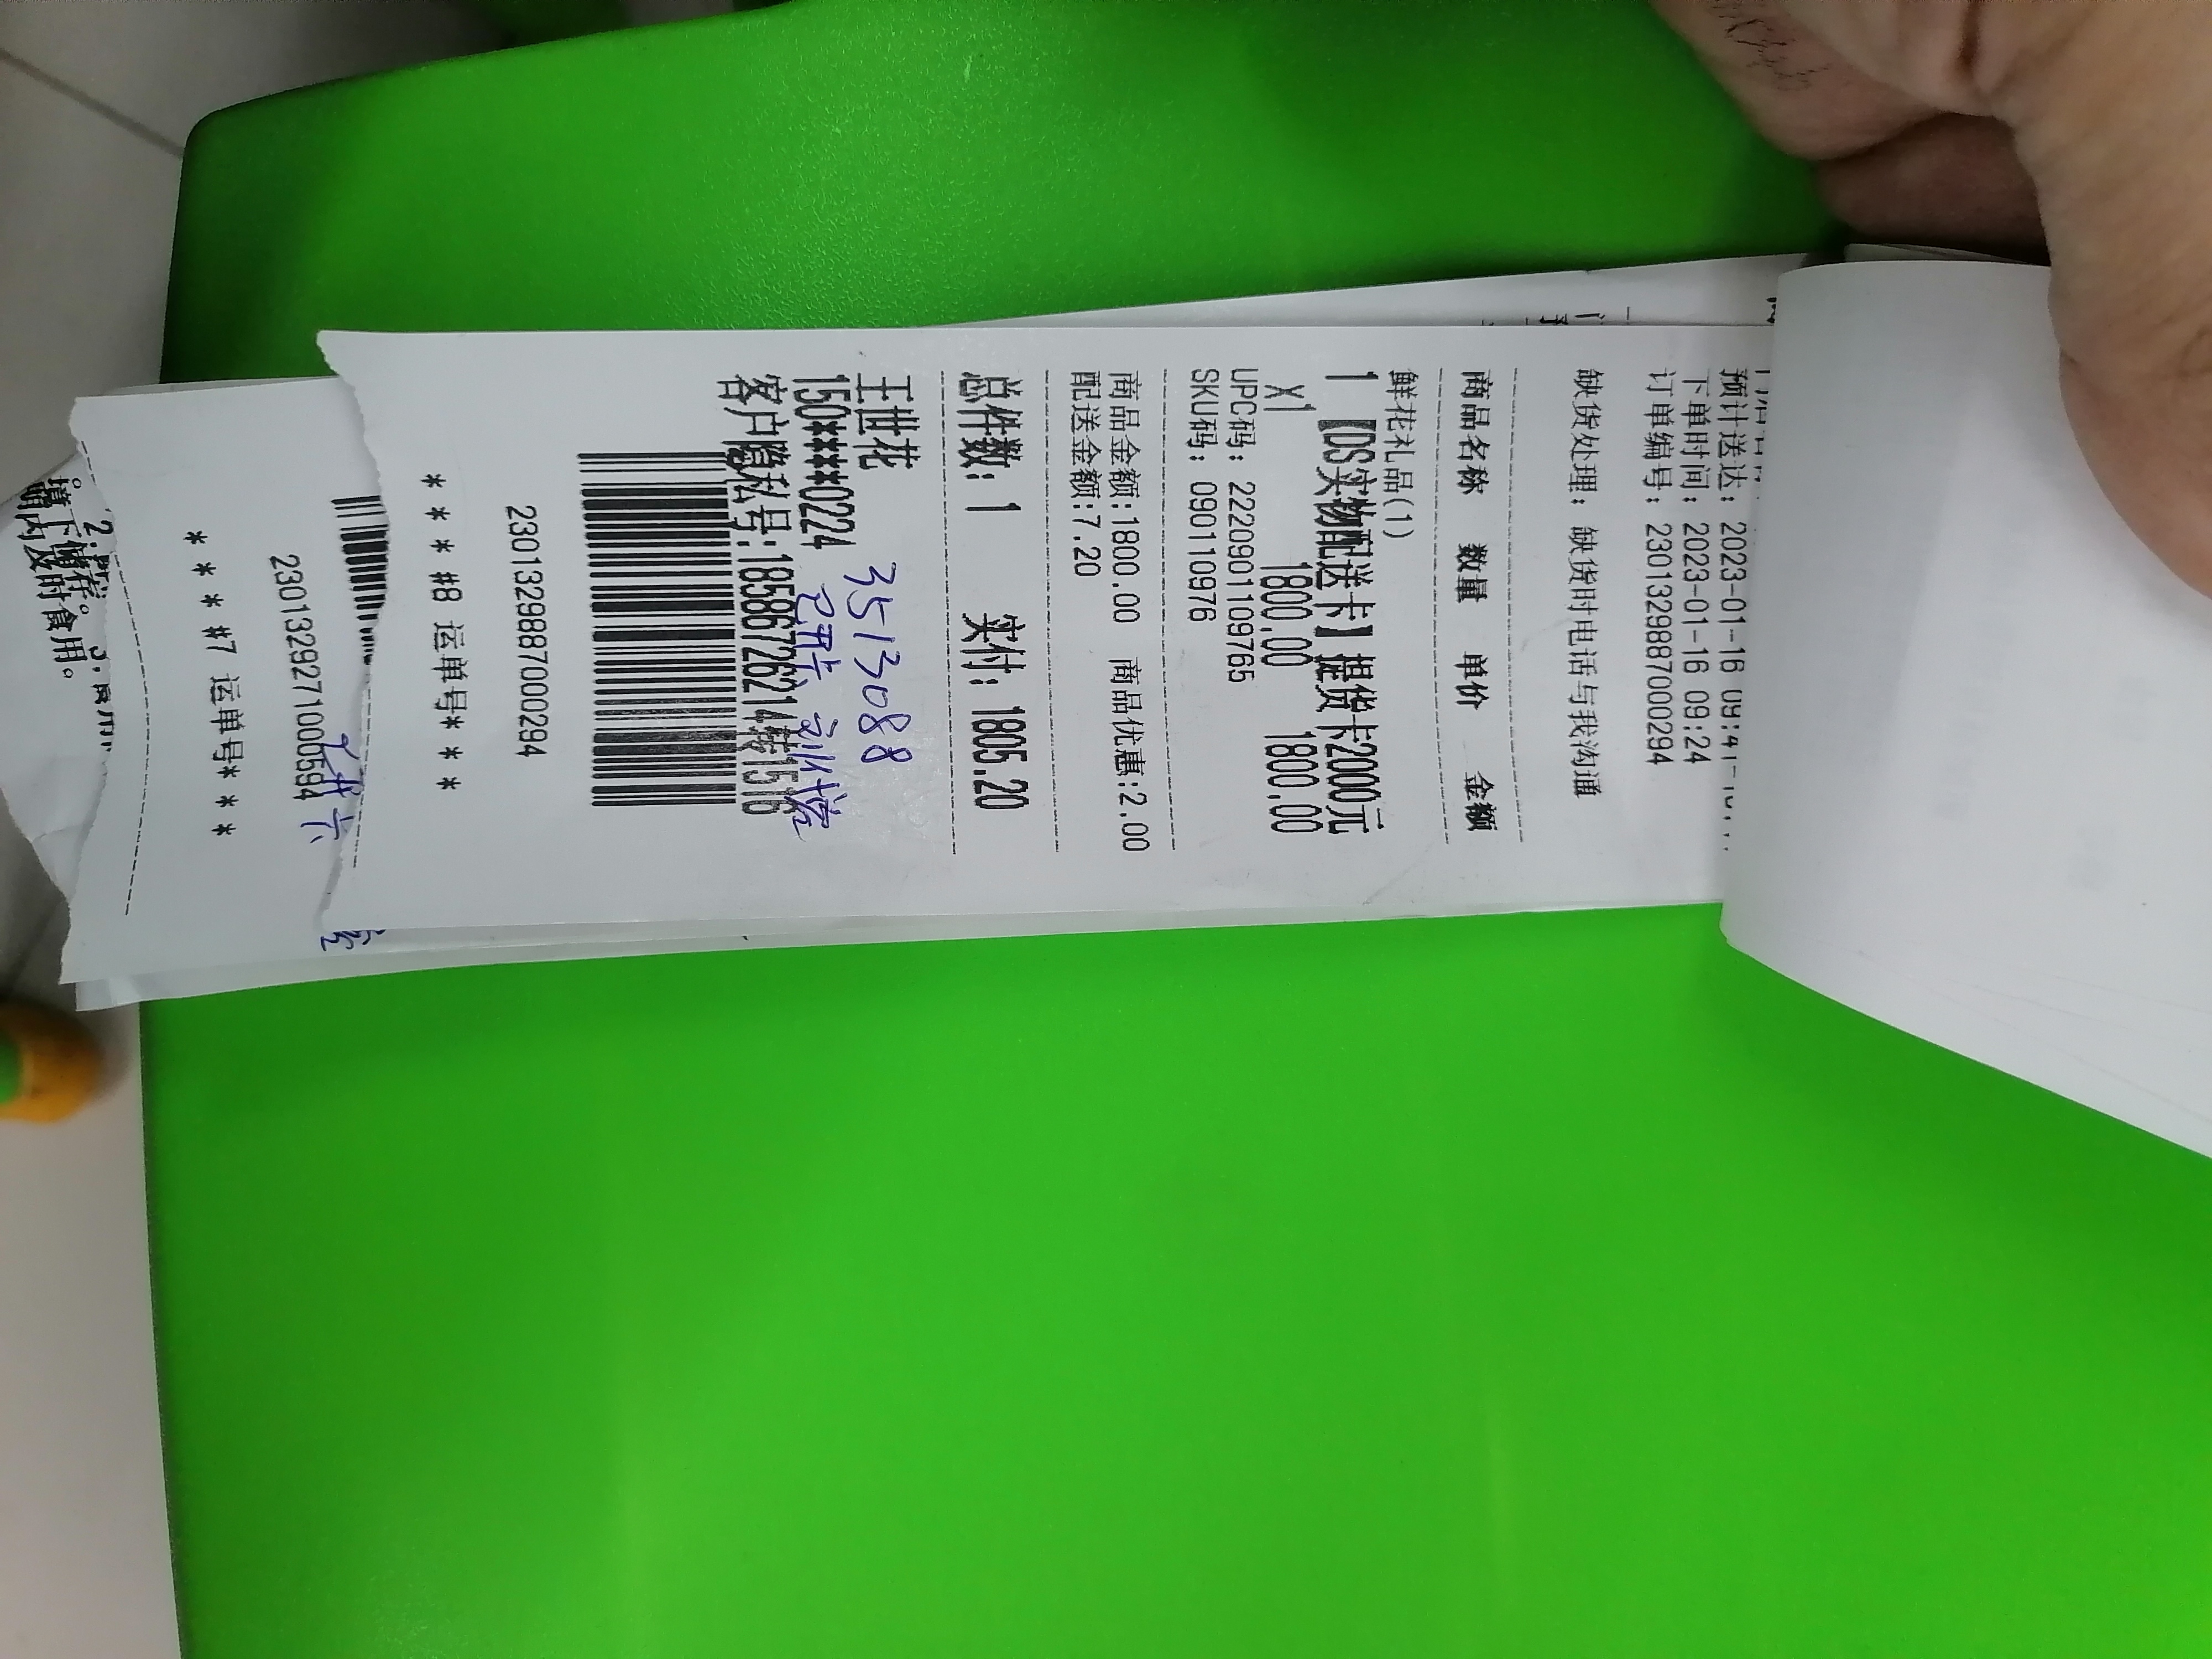 预计送达: 2023-01-16 09:4
下单时间: 2023-01-16 09:24
订单编号: 2301329887000294
缺货处理: 缺货时电话与我沟通
商品名称 数量 单价 金额
鲜花礼品(1)
1 【DS实物配送卡】提货卡2000元
X1 1800.00 1800.00
UPC码: 2220901109765
SKU码: 090110976
商品金额:1800.00 商品优惠:2.00
配送金额:7.20
总件数: 1 实付: 1805.20
王世花
3513088
150****0224
客户隐私号:18586726214转1516
2301329887000294
* * * #8 运单号* * *
2301329271000594
* * * #7 运单号* * *
内及时食用。